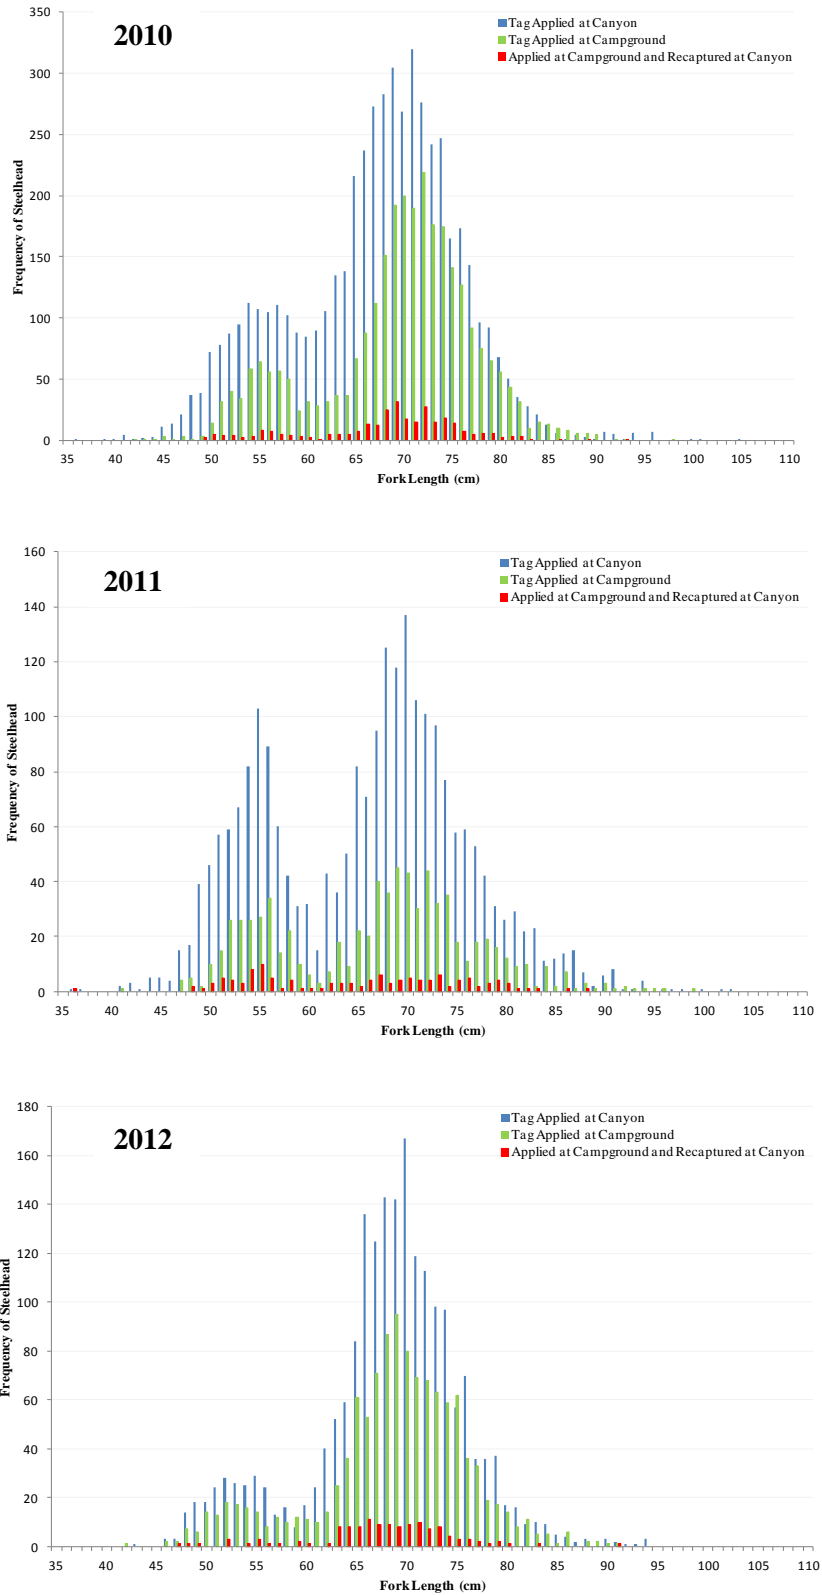 2010
Tag Applied at Canyon
Tag Applied at Campground
Applied at Campground and Recaptured at Canyon
Frequency of Steelhead
350
300
250
200
150
100
50
0
35 40 45 50 55 60 65 70 75 80 85 90 95 100 105 110
Fork Length (cm)
2011
Tag Applied at Canyon
Tag Applied at Campground
Applied at Campground and Recaptured at Canyon
Frequency of Steelhead
160
140
120
100
80
60
40
20
0
35 40 45 50 55 60 65 70 75 80 85 90 95 100 105 110
Fork Length (cm)
2012
Tag Applied at Canyon
Tag Applied at Campground
Applied at Campground and Recaptured at Canyon
Frequency of Steelhead
180
160
140
120
100
80
60
40
20
0
35 40 45 50 55 60 65 70 75 80 85 90 95 100 105 110
Fork Length (cm)